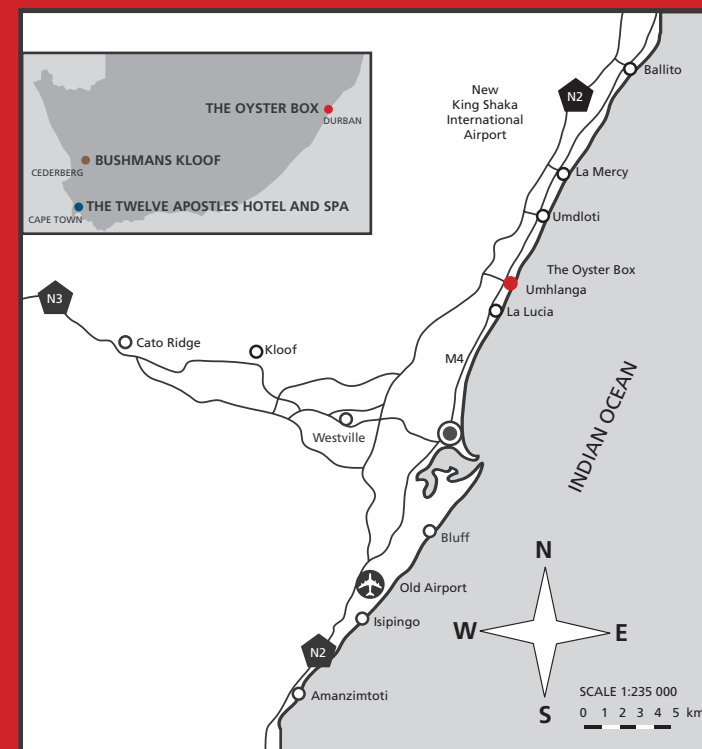 Ballito
New
King Shaka
International
Airport
N2
THE OYSTER BOX
DURBAN
BUSHMANS KLOOF
CEDERBERG
THE TWELVE APOSTLES HOTEL AND SPA
CAPE TOWN
La Mercy
Umdloti
The Oyster Box
Umhlanga
La Lucia
N3
Cato Ridge
Kloof
M4
Westville
INDIAN OCEAN
Bluff
Old Airport
Isipingo
N2
Amanzimtoti
N
W
E
S
SCALE 1:235 000
0 1 2 3 4 5 km